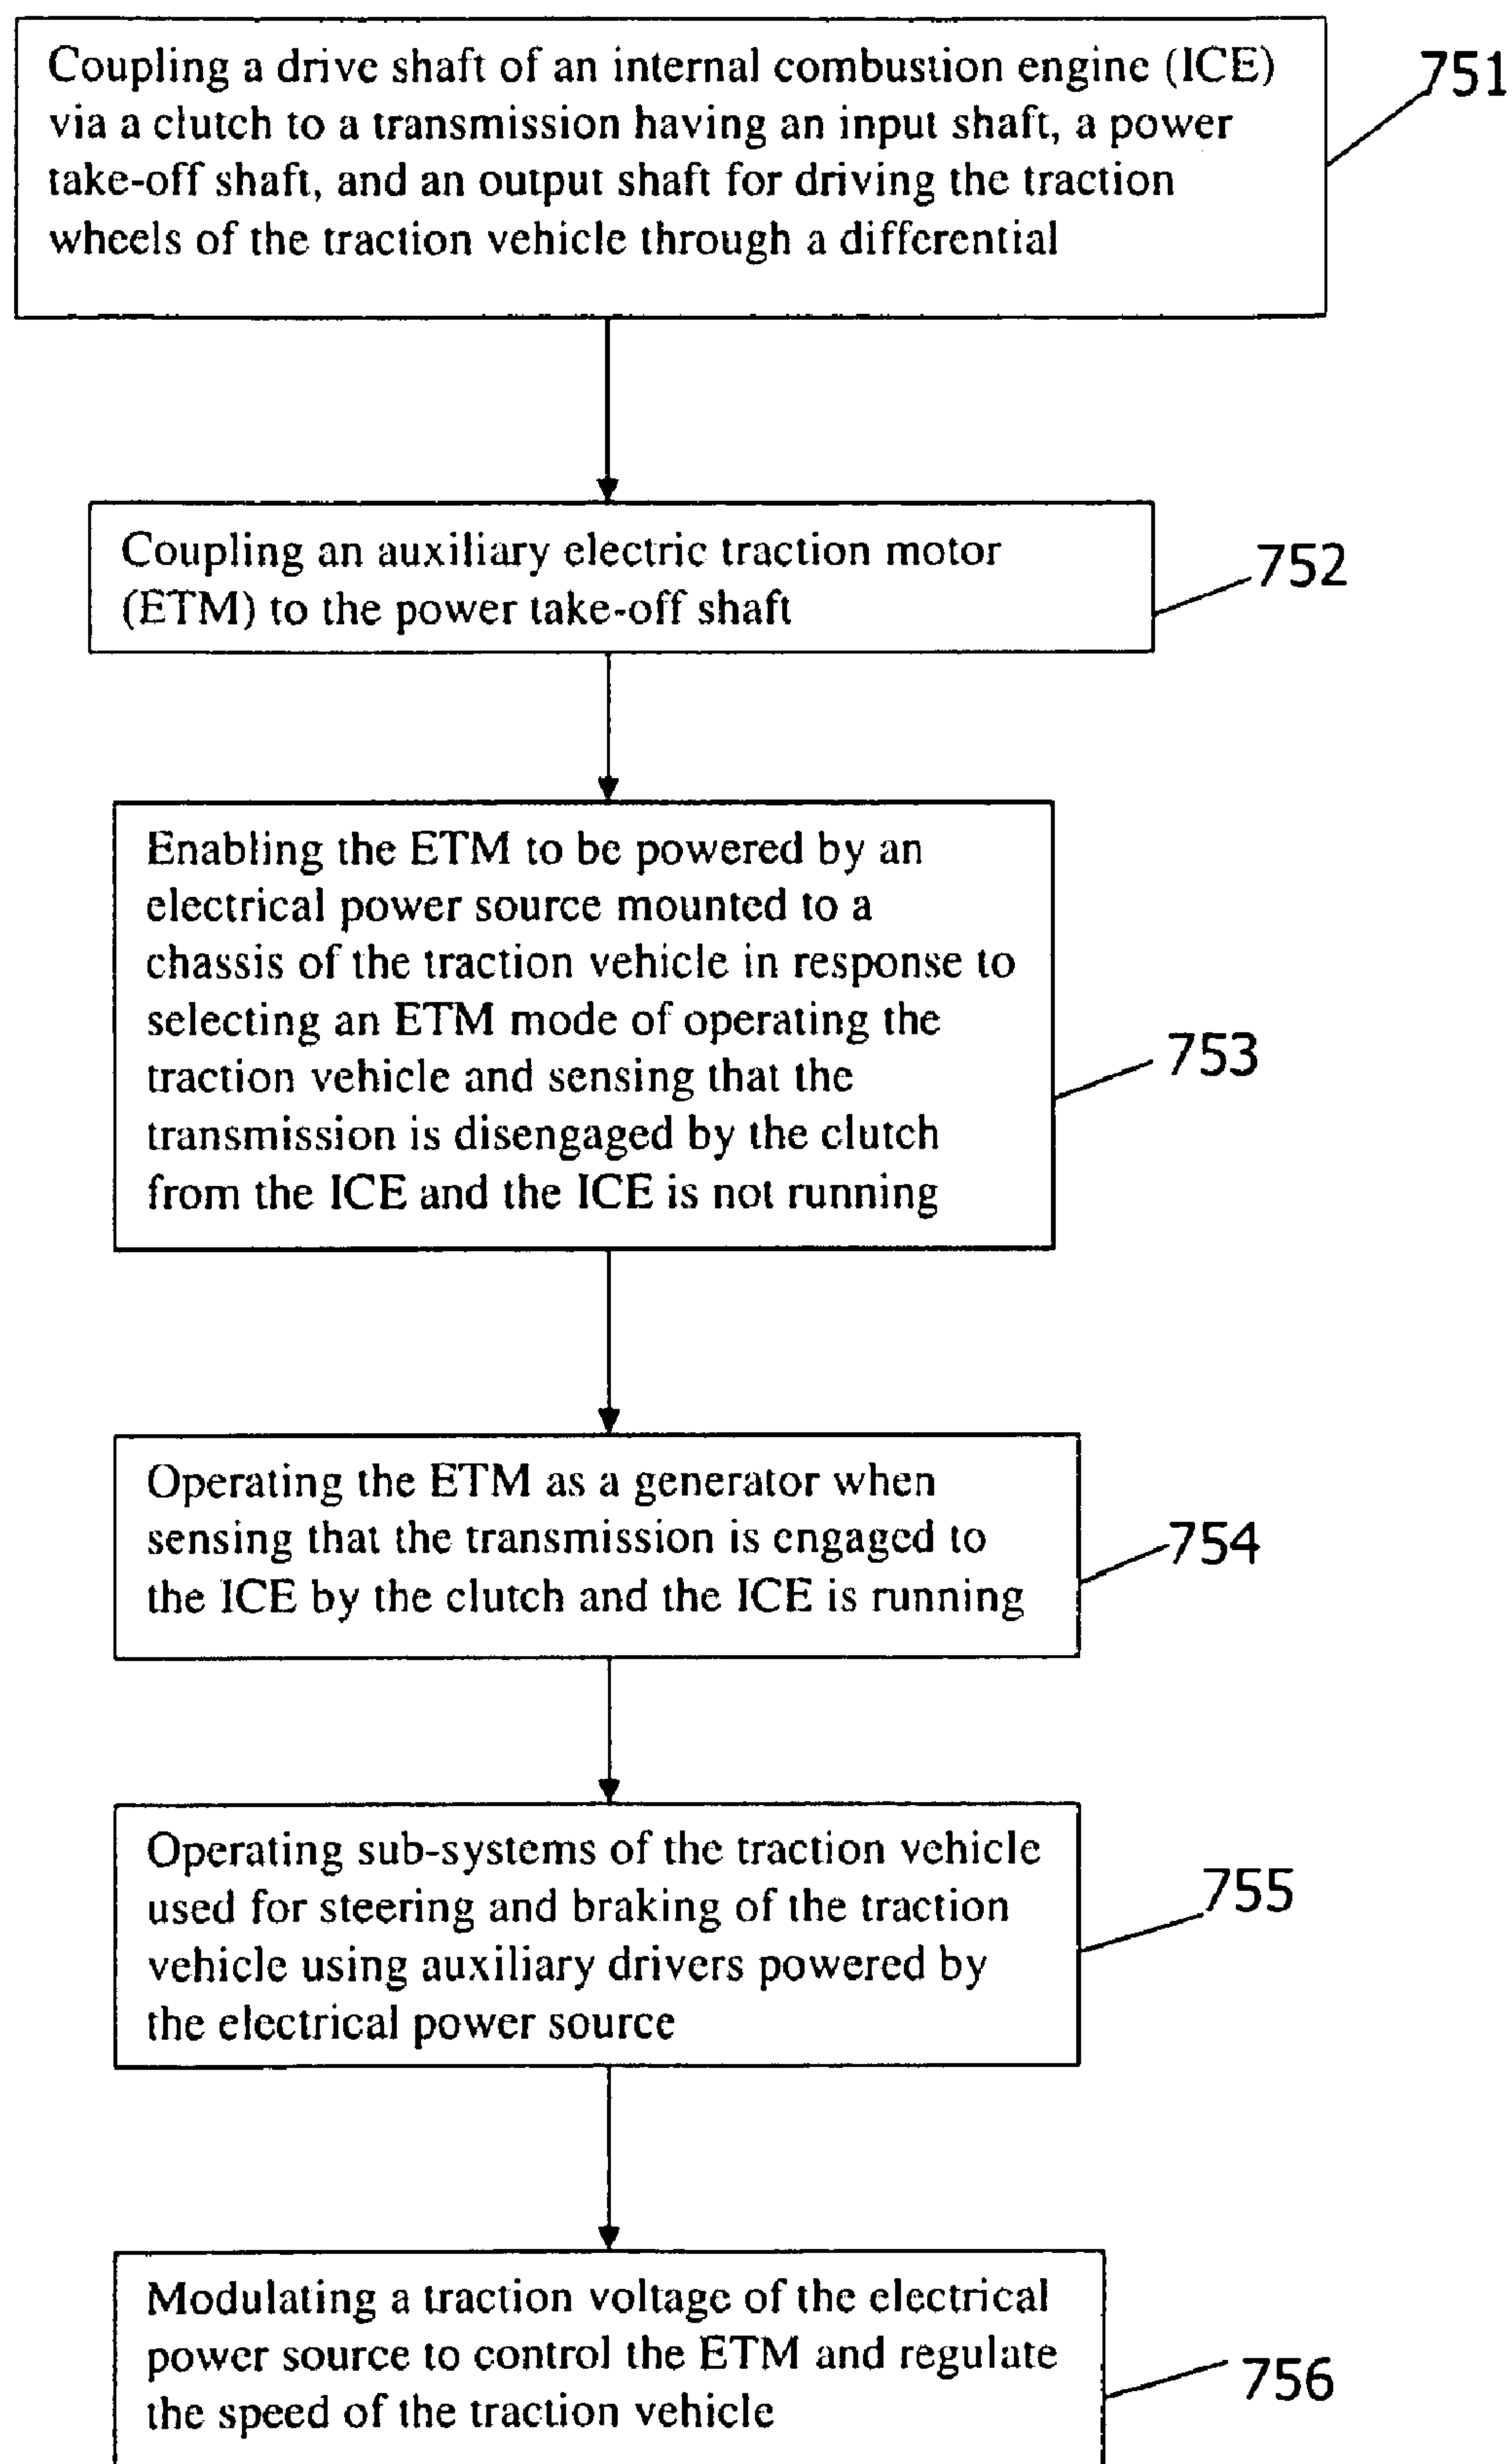 Coupling a drive shaft of an internal combustion engine (ICE)
via a clutch to a transmission having an input shaft, a power
take-off shaft, and an output shaft for driving the traction
wheels of the traction vehicle through a differential
751
Coupling an auxiliary electric traction motor
(ETM) to the power take-off shaft
752
Enabling the ETM to be powered by an
electrical power source mounted to a
chassis of the traction vehicle in response to
selecting an ETM mode of operating the
traction vehicle and sensing that the
transmission is disengaged by the clutch
from the ICE and the ICE is not running
753
Operating the ETM as a generator when
sensing that the transmission is engaged to
the ICE by the clutch and the ICE is running
754
Operating sub-systems of the traction vehicle
used for steering and braking of the traction
vehicle using auxiliary drivers powered by
the electrical power source
755
Modulating a traction voltage of the electrical
power source to control the ETM and regulate
the speed of the traction vehicle
756